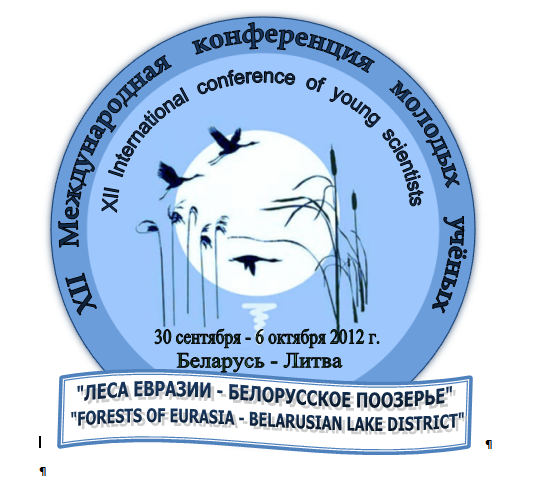 XII Международная конференция молодых учёных
XII International conference of young scientists
30 сентября - 6 октября 2012 г.
Беларусь - Литва
"ЛЕСА ЕВРАЗИИ - БЕЛОРУССКОЕ ПООЗЕРЬЕ"
"FORESTS OF EURASIA - BELARUSIAN LAKE DISTRICT"